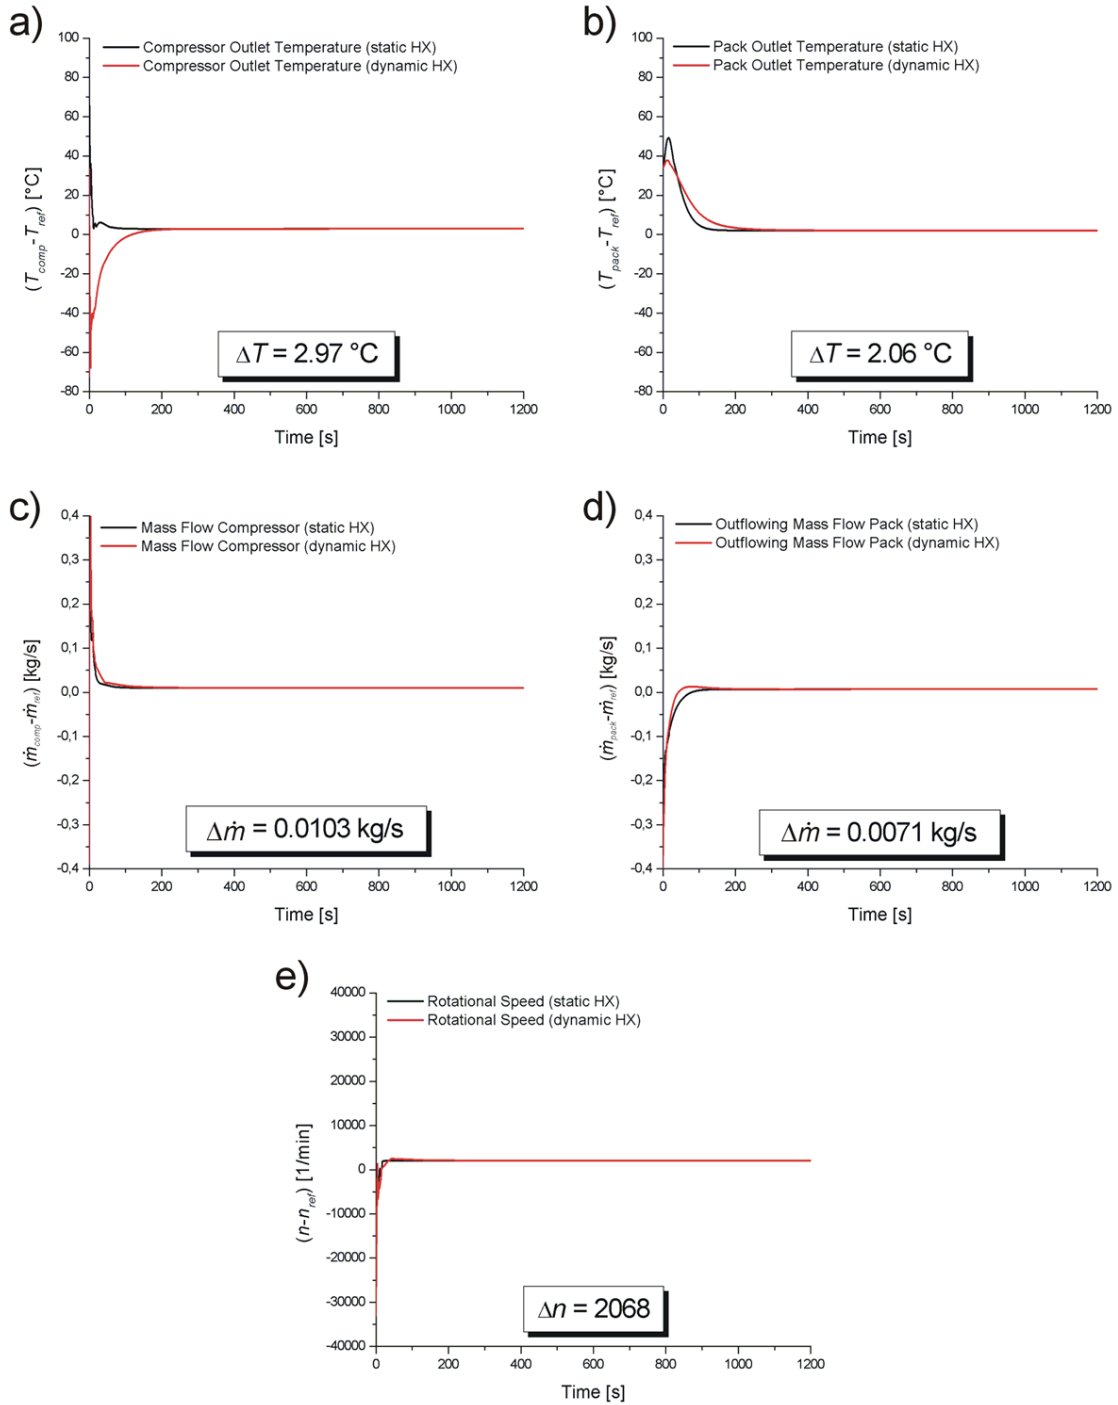 a)
100
80
60
40
20
0
-20
-40
-60
-80
Compressor Outlet Temperature (static HX)
Compressor Outlet Temperature (dynamic HX)
(Tcomp-Tref) [°C]
ΔT = 2.97 °C
0 200 400 600 800 1000 1200
Time [s]
b)
100
80
60
40
20
0
-20
-40
-60
-80
Pack Outlet Temperature (static HX)
Pack Outlet Temperature (dynamic HX)
(Tpack-Tref) [°C]
ΔT = 2.06 °C
0 200 400 600 800 1000 1200
Time [s]
c)
0,4
0,3
0,2
0,1
0,0
-0,1
-0,2
-0,3
-0,4
Mass Flow Compressor (static HX)
Mass Flow Compressor (dynamic HX)
(ṁcomp-ṁref) [kg/s]
Δṁ = 0.0103 kg/s
0 200 400 600 800 1000 1200
Time [s]
d)
0,4
0,3
0,2
0,1
0,0
-0,1
-0,2
-0,3
-0,4
Outflowing Mass Flow Pack (static HX)
Outflowing Mass Flow Pack (dynamic HX)
(ṁpack-ṁref) [kg/s]
Δṁ = 0.0071 kg/s
0 200 400 600 800 1000 1200
Time [s]
e)
40000
30000
20000
10000
0
-10000
-20000
-30000
-40000
Rotational Speed (static HX)
Rotational Speed (dynamic HX)
(n-nref) [1/min]
Δn = 2068
0 200 400 600 800 1000 1200
Time [s]